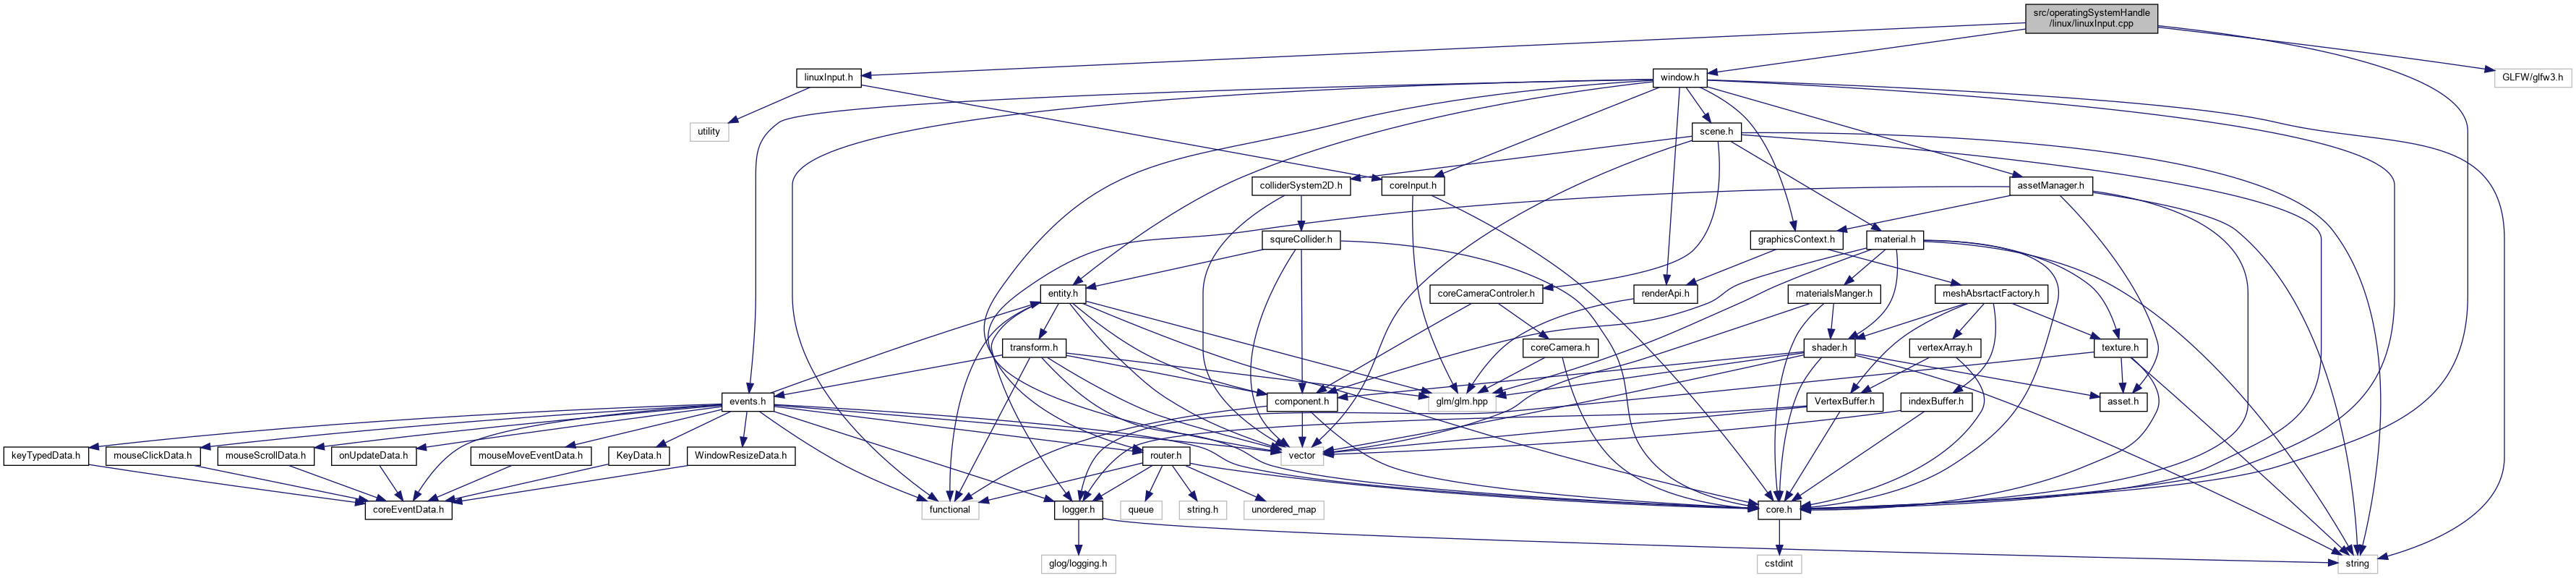 src/operatingSystemHandle
/linux/linuxInput.cpp
linuxInput.h
window.h
GLFW/glfw3.h
utility
scene.h
colliderSystem2D.h
coreInput.h
assetManager.h
squreCollider.h
graphicsContext.h
material.h
entity.h
coreCameraControler.h
renderApi.h
materialsManger.h
meshAbsrtactFactory.h
transform.h
coreCamera.h
shader.h
vertexArray.h
texture.h
events.h
component.h
glm/glm.hpp
VertexBuffer.h
indexBuffer.h
asset.h
keyTypedData.h
mouseClickData.h
mouseScrollData.h
onUpdateData.h
mouseMoveEventData.h
KeyData.h
WindowResizeData.h
router.h
vector
coreEventData.h
functional
logger.h
queue
string.h
unordered_map
core.h
glog/logging.h
cstdint
string